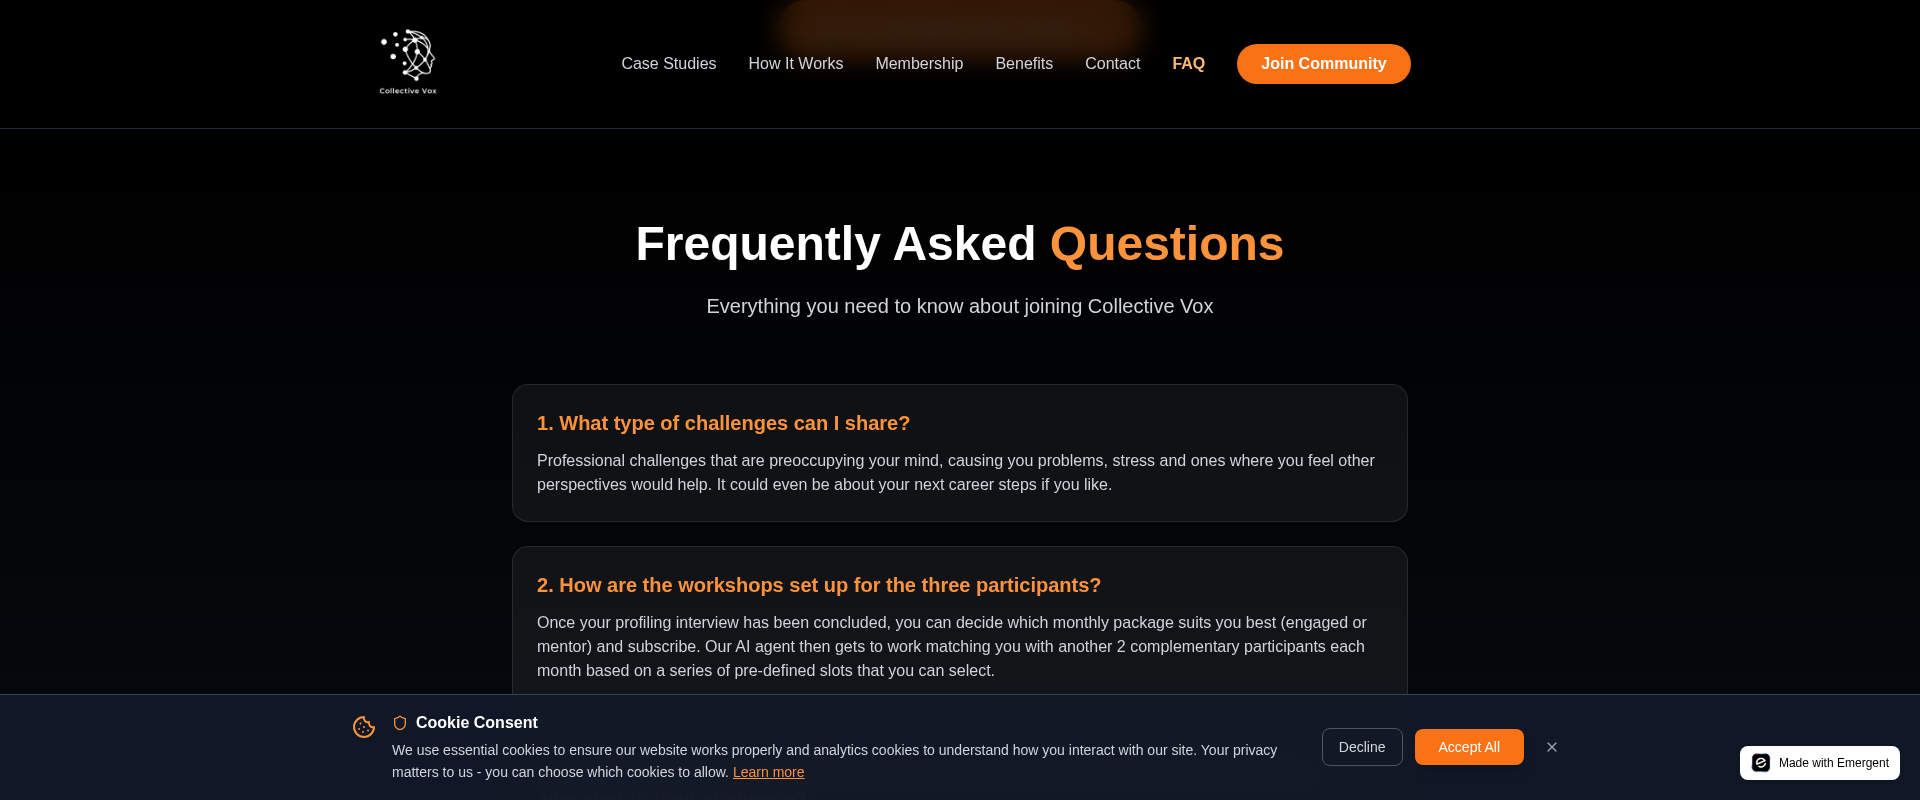 Collective Vox
Case Studies
How It Works
Membership
Benefits
Contact
FAQ
Join Community
Frequently Asked Questions
Everything you need to know about joining Collective Vox
1. What type of challenges can I share?
Professional challenges that are preoccupying your mind, causing you problems, stress and ones where you feel other
perspectives would help. It could even be about your next career steps if you like.
2. How are the workshops set up for the three participants?
Once your profiling interview has been concluded, you can decide which monthly package suits you best (engaged or
mentor) and subscribe. Our AI agent then gets to work matching you with another 2 complementary participants each
month based on a series of pre-defined slots that you can select.
Cookie Consent
We use essential cookies to ensure our website works properly and analytics cookies to understand how you interact with our site. Your privacy
matters to us - you can choose which cookies to allow. Learn more
Decline
Accept All
Made with Emergent